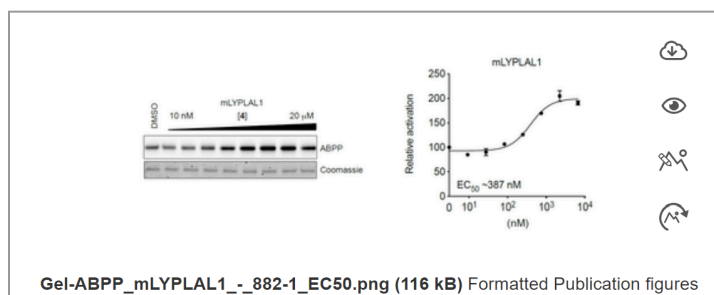 mLYPLAL1
DMSO
10 nM
[4]
20 µM
ABPP
Coomassie
mLYPLAL1
Relative activation
250
200
150
100
50
0
EC50 ~387 nM
0
10¹
10²
10³
10⁴
(nM)
Gel-ABPP_mLYPLAL1_-_882-1_EC50.png (116 kB) Formatted Publication figures